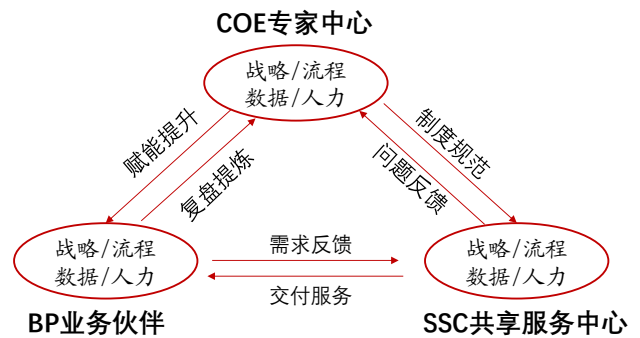 COE专家中心
战略/流程
数据/人力
赋能提升
复盘提炼
制度规范
问题反馈
战略/流程
数据/人力
需求反馈
交付服务
战略/流程
数据/人力
BP业务伙伴
SSC共享服务中心